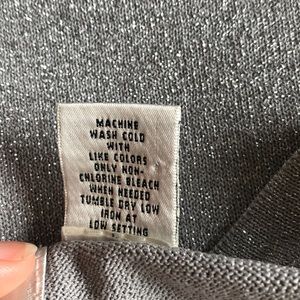 MACHINE
WASH COLD
WITH
LIKE COLORS
ONLY NON-
CHLORINE BLEACH
WHEN NEEDED
TUMBLE DRY LOW
IRON AT
LOW SETTING